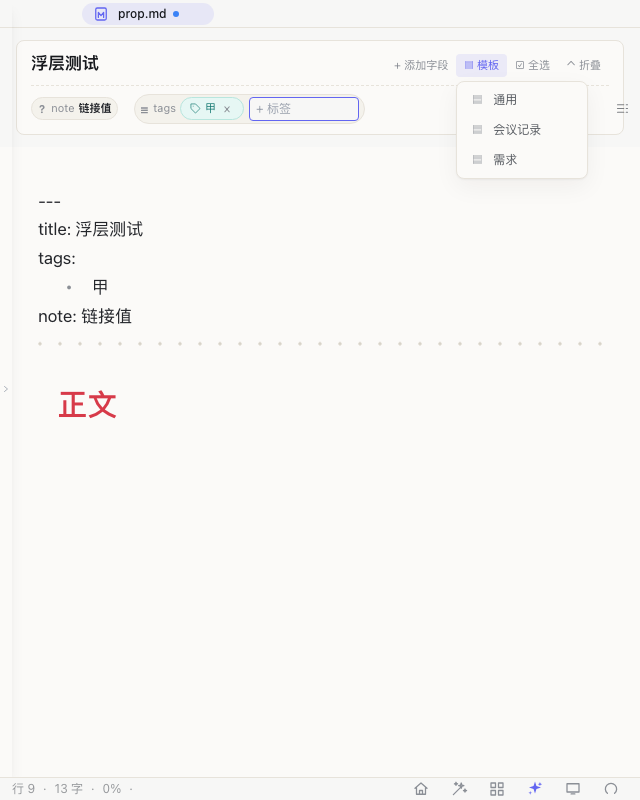 prop.md
浮层测试
+ 添加字段 模板 全选 折叠
? note 链接值 tags 甲 × + 标签
通用
会议记录
需求
---
title: 浮层测试
tags:
• 甲
note: 链接值
正文
行 9 · 13 字 · 0% ·